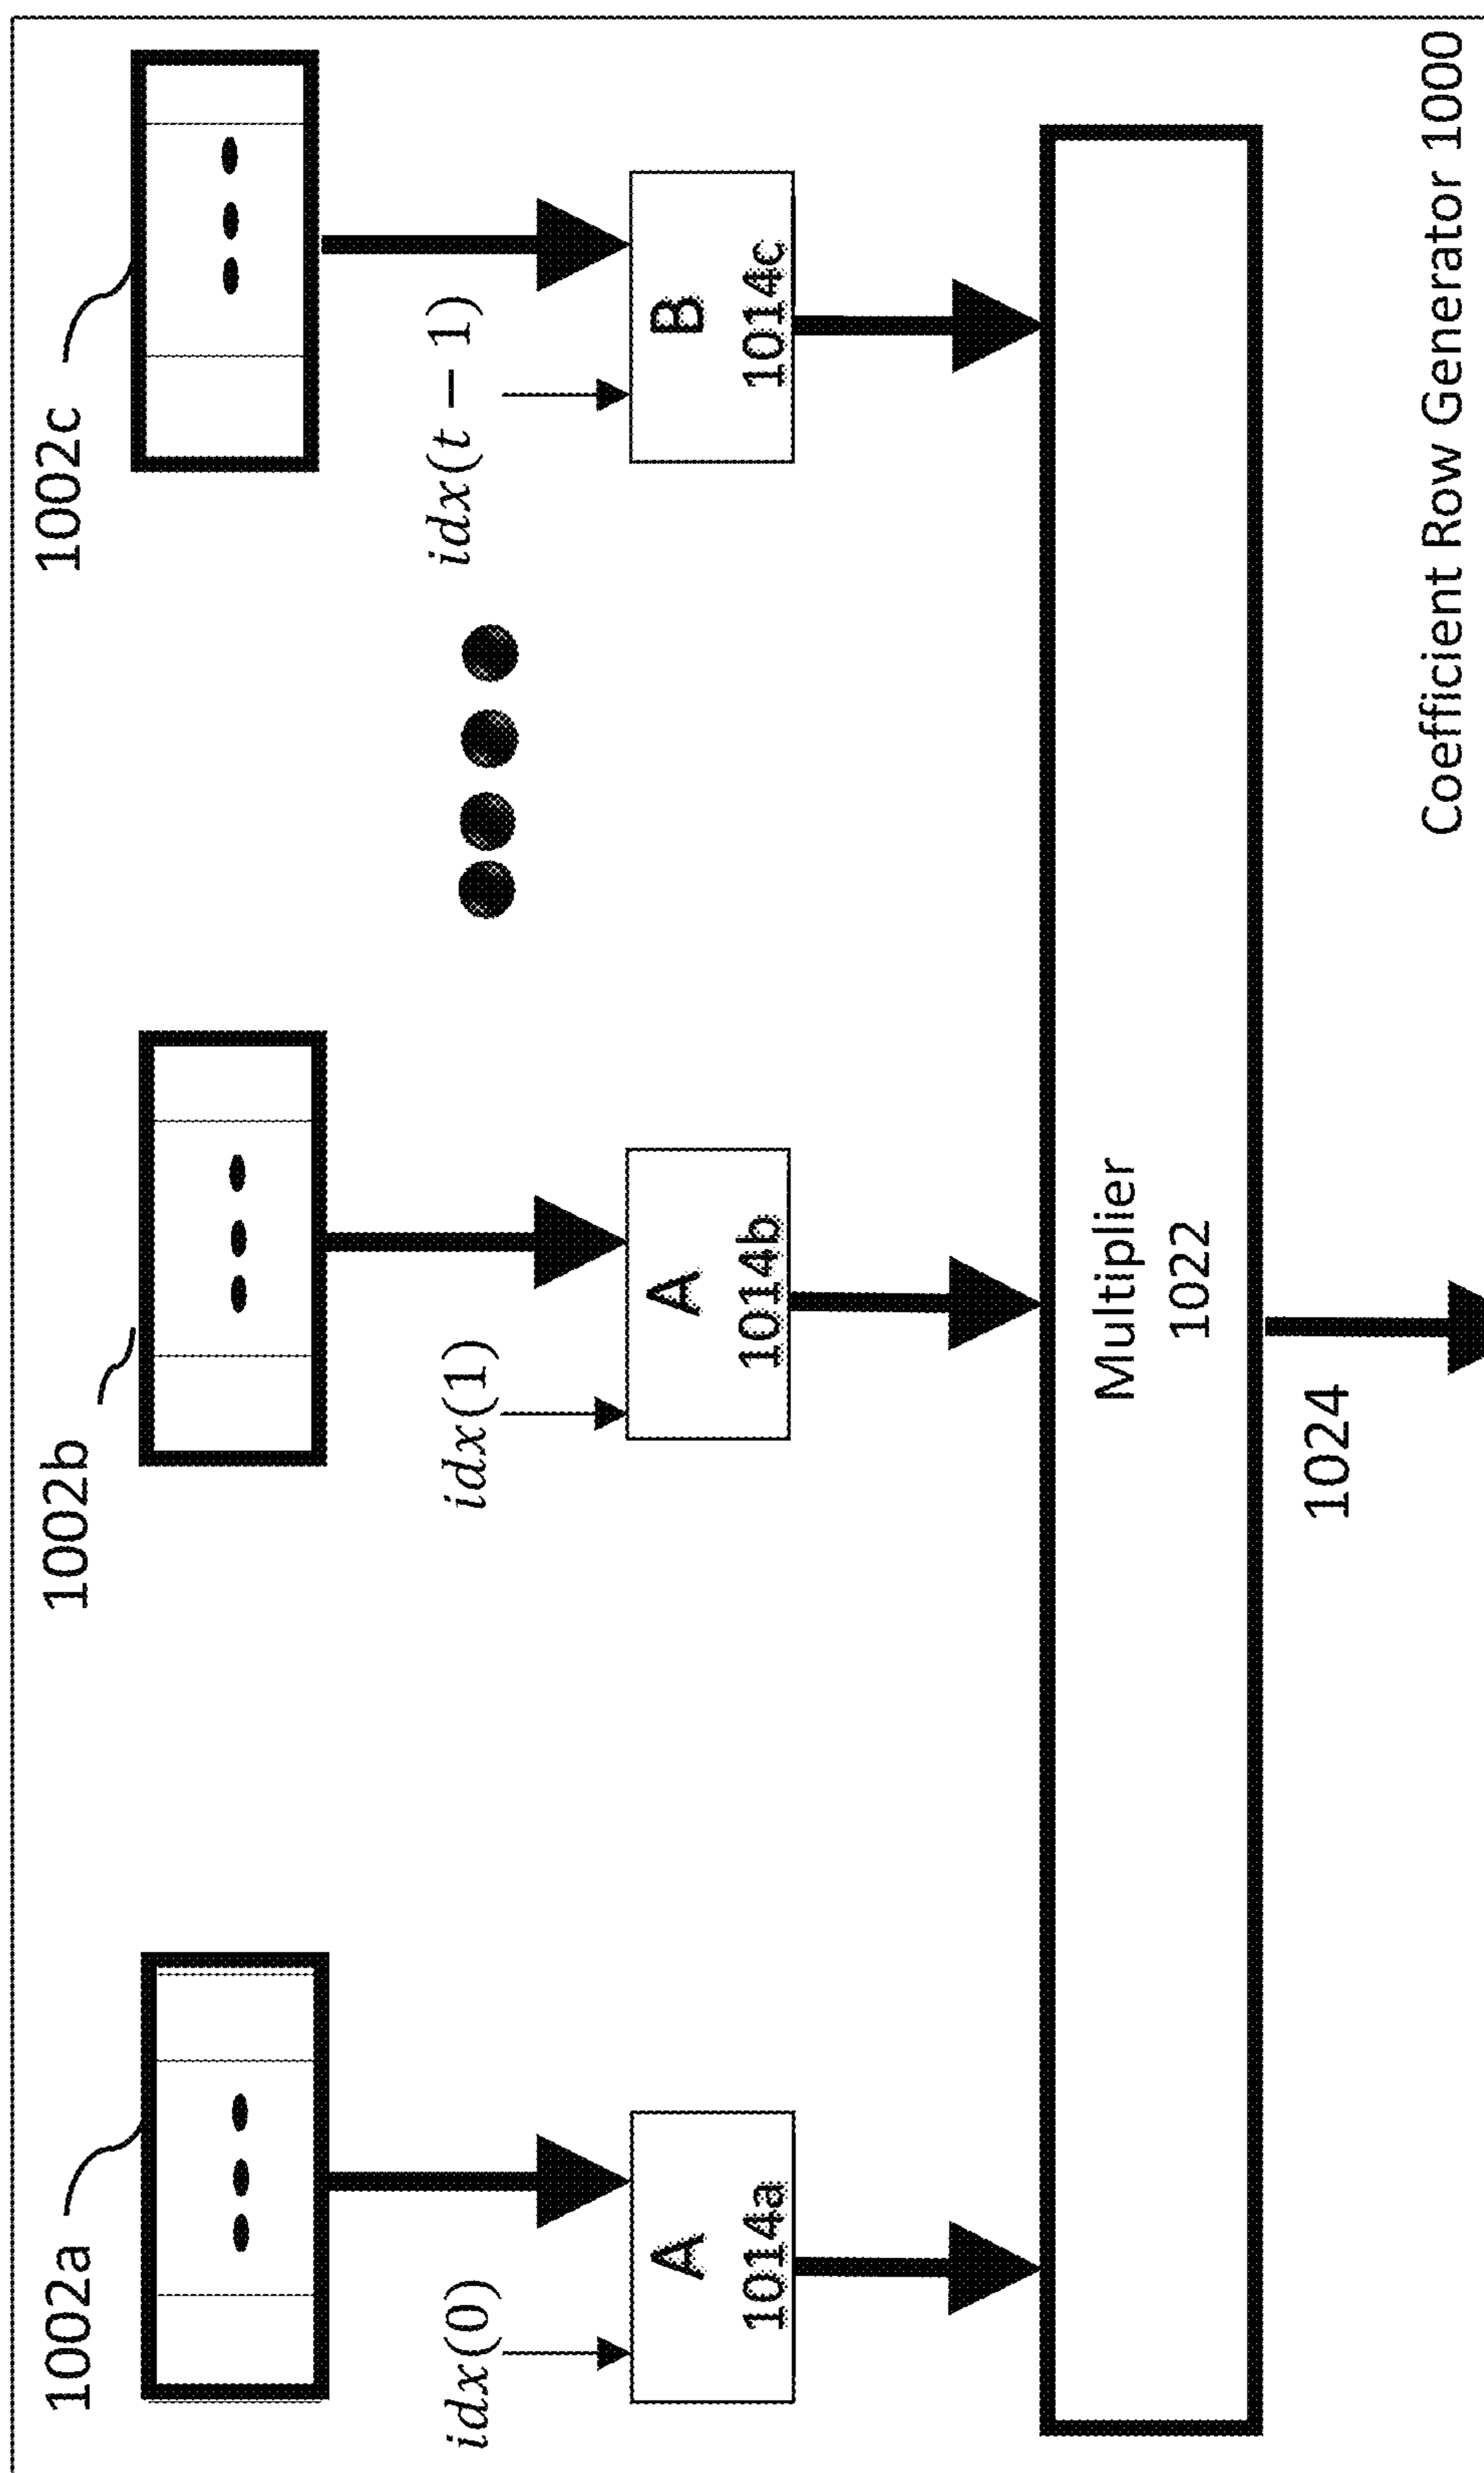 1002a
1002b
1002c
idx(0)
idx(1)
idx(t − 1)
A
1014a
A
1014b
B
1014c
Multiplier
1022
1024
Coefficient Row Generator 1000